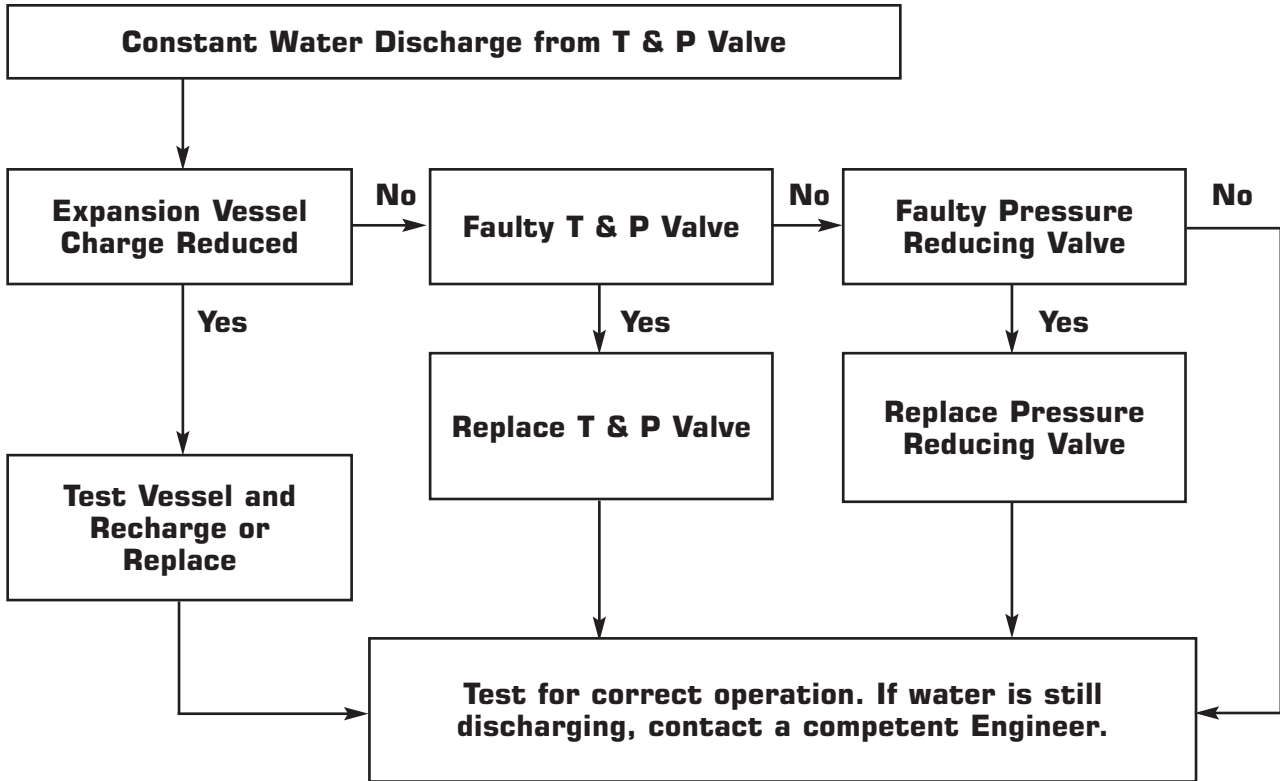 Constant Water Discharge from T & P Valve
Expansion Vessel
Charge Reduced
No
Faulty T & P Valve
No
Faulty Pressure
Reducing Valve
No
Yes
Yes
Yes
Replace T & P Valve
Replace Pressure
Reducing Valve
Test Vessel and
Recharge or
Replace
Test for correct operation. If water is still
discharging, contact a competent Engineer.